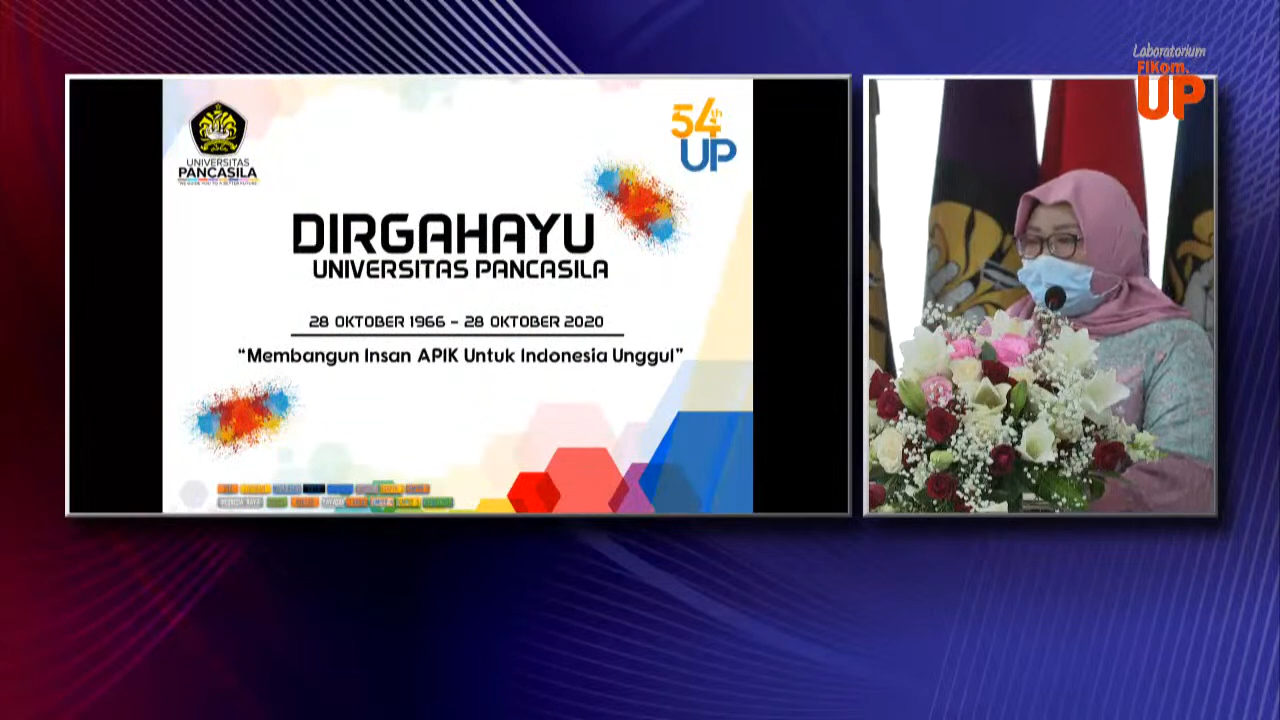 Laboratorium
FIKom.
UP
54th
UP
UNIVERSITAS
PANCASILA
DIRGAHAYU
UNIVERSITAS PANCASILA
28 OKTOBER 1966 - 28 OKTOBER 2020
“Membangun Insan APIK Untuk Indonesia Unggul”